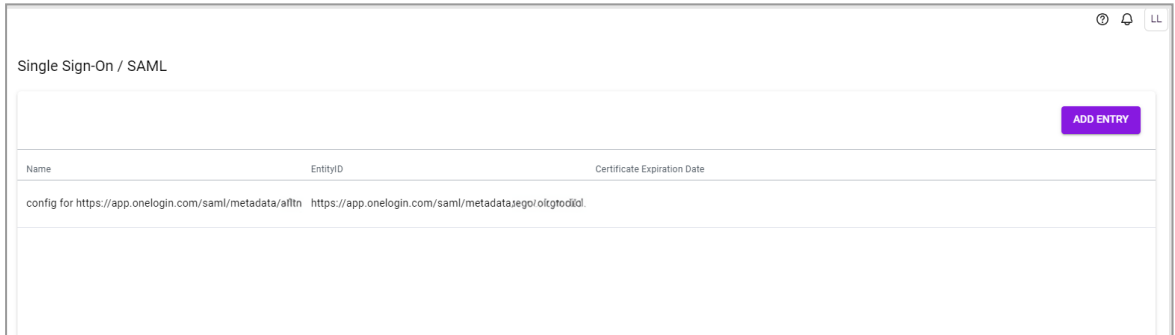 LL
Single Sign-On / SAML
ADD ENTRY
Name EntityID Certificate Expiration Date
config for https://app.onelogin.com/saml/metadata/ https://app.onelogin.com/saml/metadata